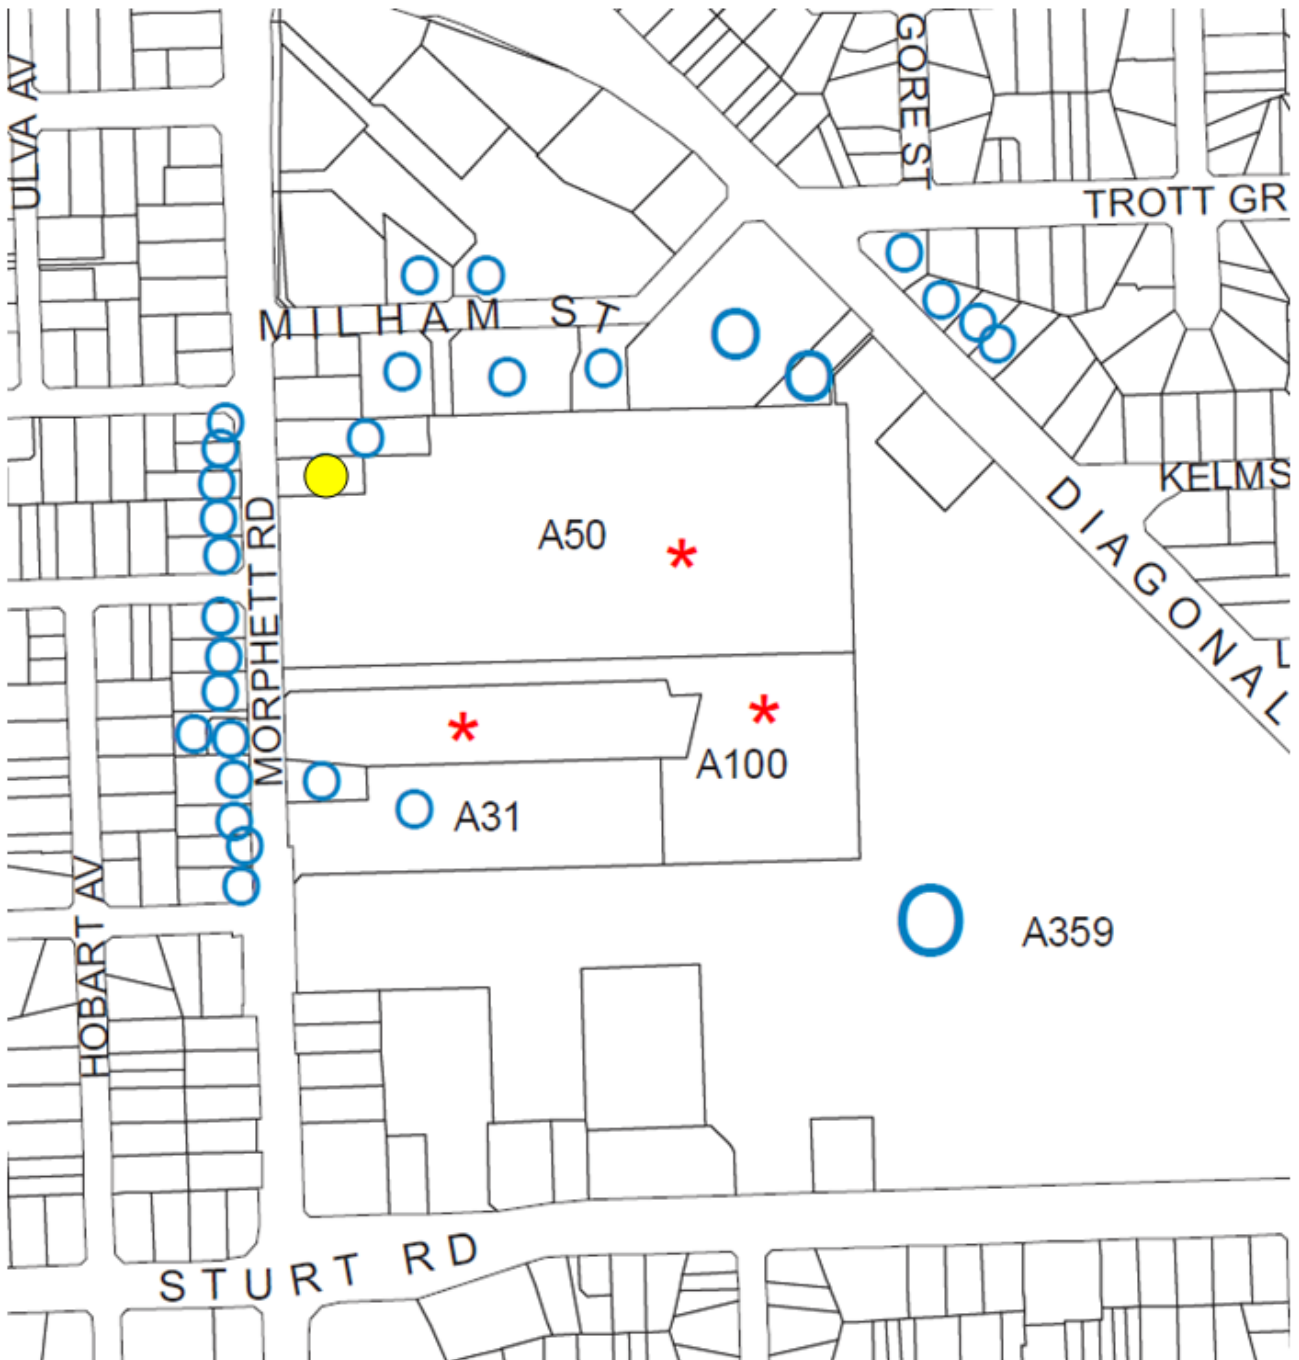 ULVA AV
GORE ST
TROTT GR
MILHAM ST
KELMS
MORPHETT RD
A50
DIAGONAL
L
A100
A31
HOBART AV
A359
STURT RD